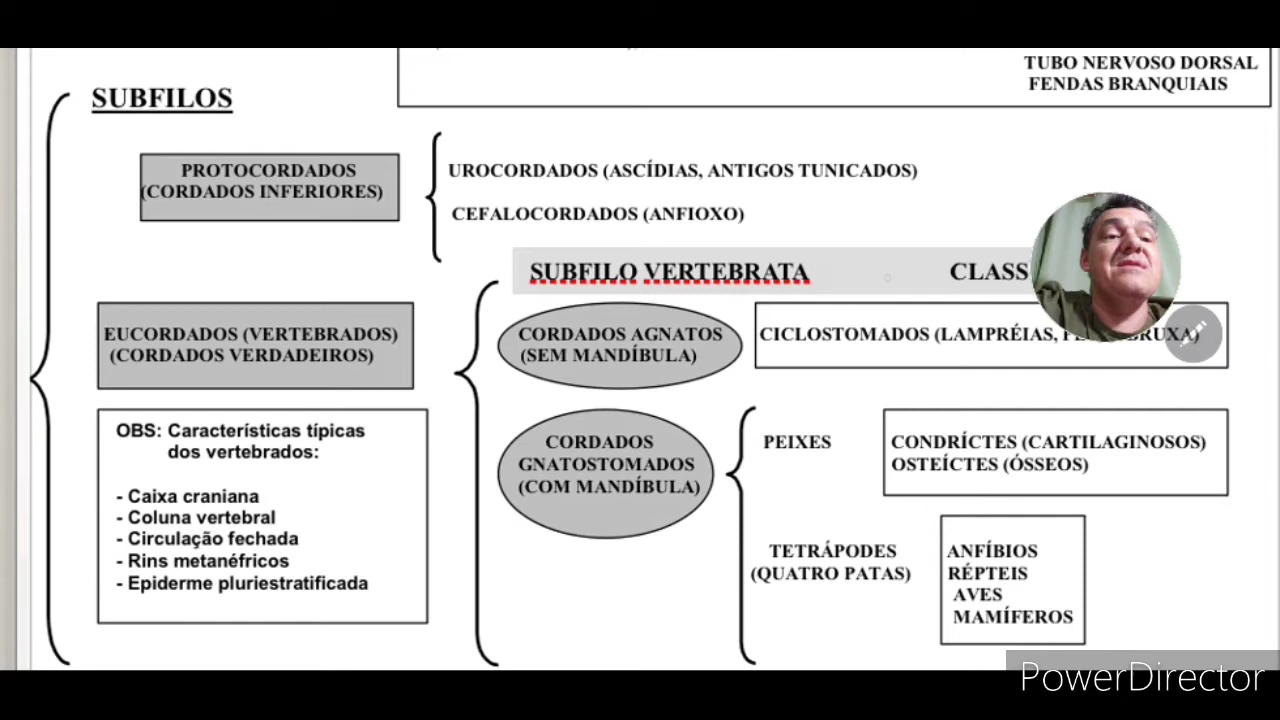 TUBO NERVOSO DORSAL
FENDAS BRANQUIAIS
SUBFILOS
PROTOCORDADOS
(CORDADOS INFERIORES)
UROCORDADOS (ASCÍDIAS, ANTIGOS TUNICADOS)
CEFALOCORDADOS (ANFIOXO)
SUBFILO VERTEBRATA CLASS
EUCORDADOS (VERTEBRADOS)
(CORDADOS VERDADEIROS)
CORDADOS AGNATOS
(SEM MANDÍBULA)
CICLOSTOMADOS (LAMPRÉIAS,
OBS: Características típicas
dos vertebrados:
- Caixa craniana
- Coluna vertebral
- Circulação fechada
- Rins metanéfricos
- Epiderme pluriestratificada
CORDADOS
GNATOSTOMADOS
(COM MANDÍBULA)
PEIXES
CONDRÍCTES (CARTILAGINOSOS)
OSTEÍCTES (ÓSSEOS)
TETRÁPODES
(QUATRO PATAS)
ANFÍBIOS
RÉPTEIS
AVES
MAMÍFEROS
PowerDirector